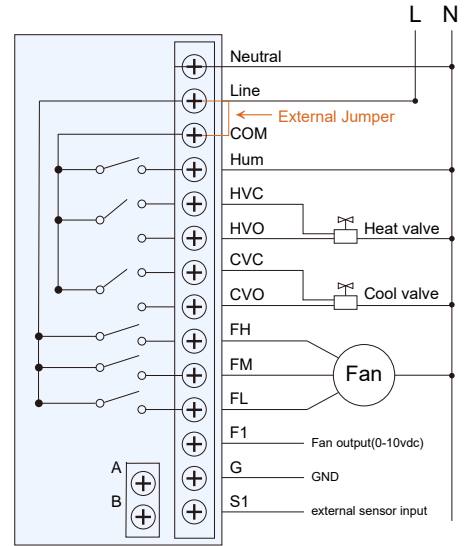 L N
Neutral
Line
External Jumper
COM
Hum
HVC
HVO
Heat valve
CVC
CVO
Cool valve
FH
FM
Fan
FL
F1
Fan output(0-10vdc)
A
G
GND
B
S1
external sensor input